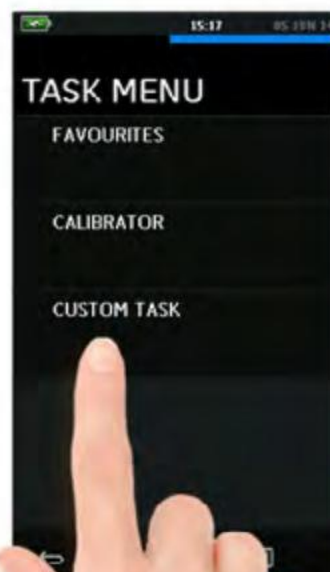 15:17
TASK MENU
FAVOURITES
CALIBRATOR
CUSTOM TASK